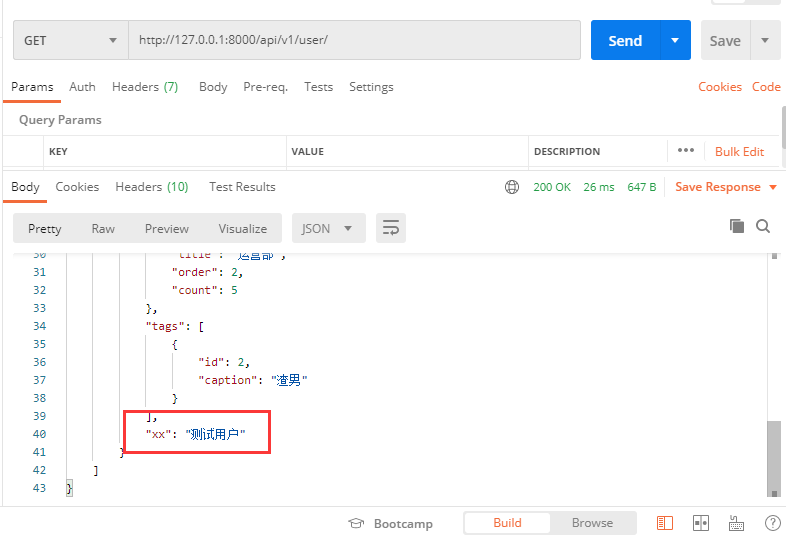 GET
http://127.0.0.1:8000/api/v1/user/
Send
Save
Params
Auth
Headers (7)
Body
Pre-req.
Tests
Settings
Cookies
Code
Query Params
KEY
VALUE
DESCRIPTION
•••
Bulk Edit
Body
Cookies
Headers (10)
Test Results
200 OK
26 ms
647 B
Save Response
Pretty
Raw
Preview
Visualize
JSON
30 "title": "运营部",
31 "order": 2,
32 "count": 5
33 },
34 "tags": [
35 {
36 "id": 2,
37 "caption": "渣男"
38 }
39 ],
40 "xx": "测试用户"
41 }
42 ]
43 }
Bootcamp
Build
Browse
?